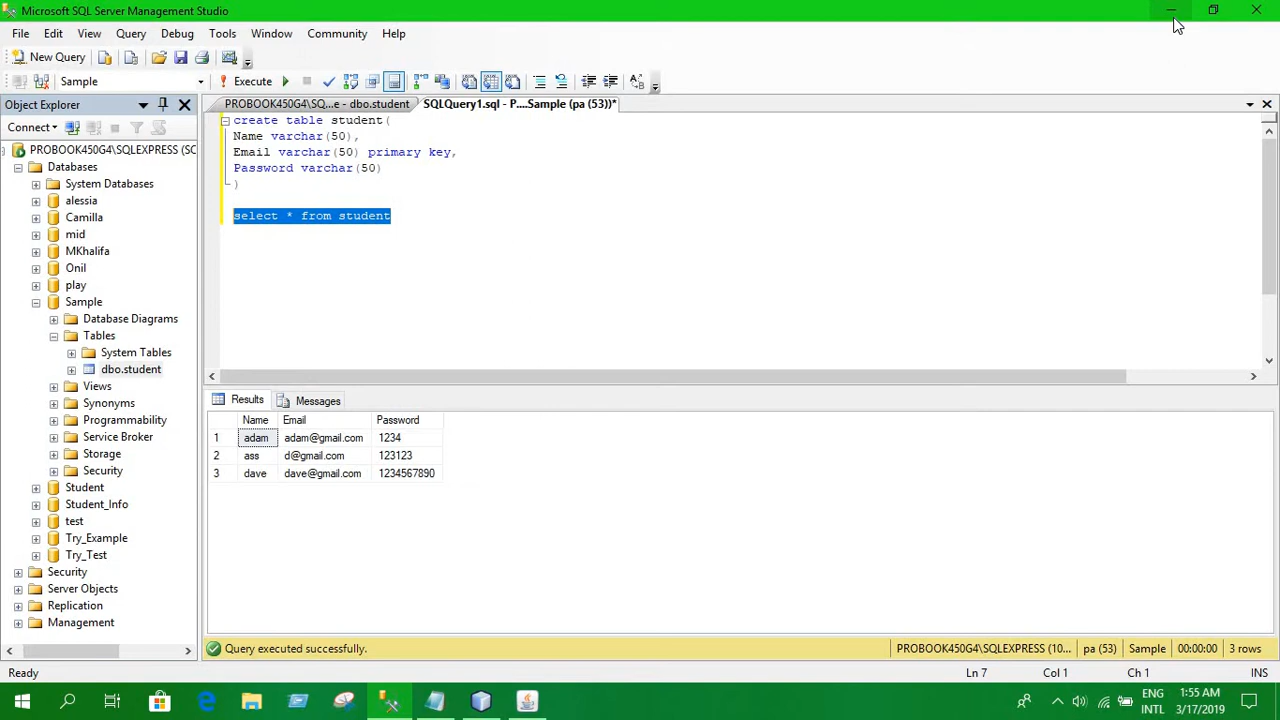 Microsoft SQL Server Management Studio
File Edit View Query Debug Tools Window Community Help
New Query
Sample Execute
Object Explorer
PROBOOK450G4\SQ...e - dbo.student
SQLQuery1.sql - P....Sample (pa (53))*
Connect
PROBOOK450G4\SQLEXPRESS (SC
Databases
System Databases
alessia
Camilla
mid
MKhalifa
Onil
play
Sample
Database Diagrams
Tables
System Tables
dbo.student
Views
Synonyms
Programmability
Service Broker
Storage
Security
Student
Student_Info
test
Try_Example
Try_Test
Security
Server Objects
Replication
Management
create table student(
Name varchar(50),
Email varchar(50) primary key,
Password varchar(50)
)
select * from student
Results Messages
Name Email Password
1 adam adam@gmail.com 1234
2 ass d@gmail.com 123123
3 dave dave@gmail.com 1234567890
Query executed successfully. PROBOOK450G4\SQLEXPRESS (10... pa (53) Sample 00:00:00 3 rows
Ready Ln 7 Col 1 Ch 1 INS
ENG 1:55 AM
INTL 3/17/2019